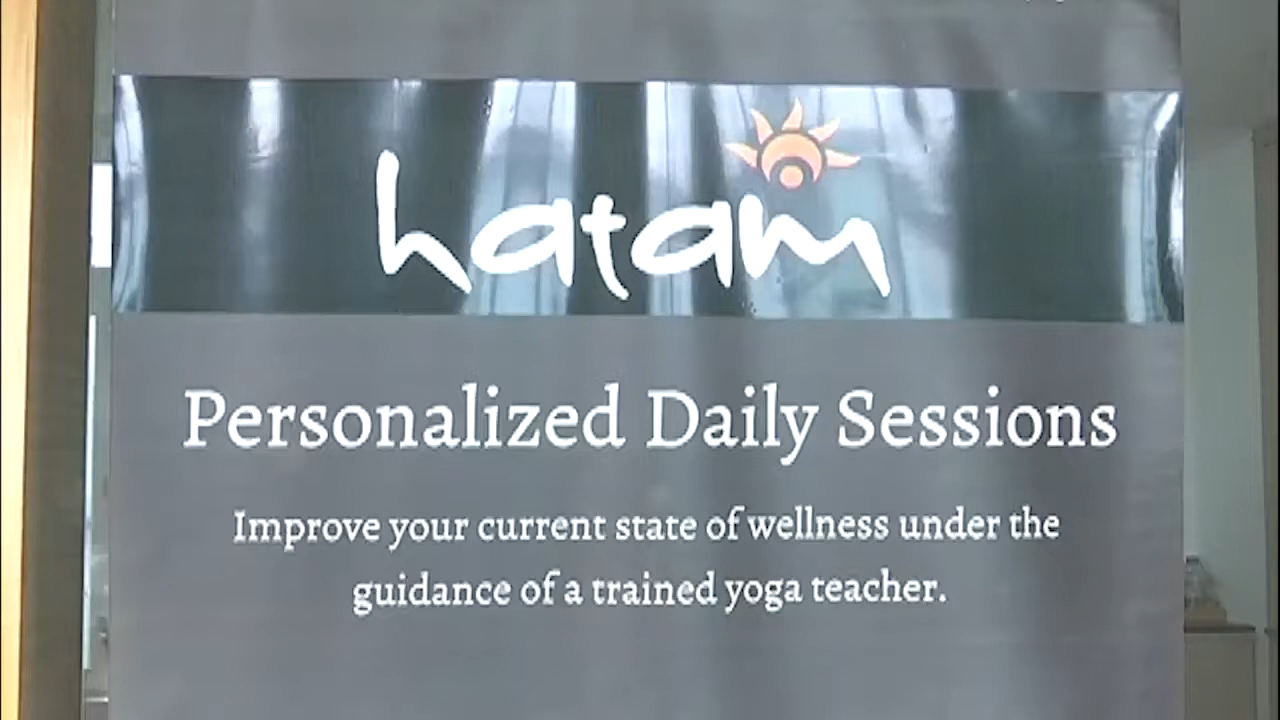 hatam
Personalized Daily Sessions
Improve your current state of wellness under the
guidance of a trained yoga teacher.